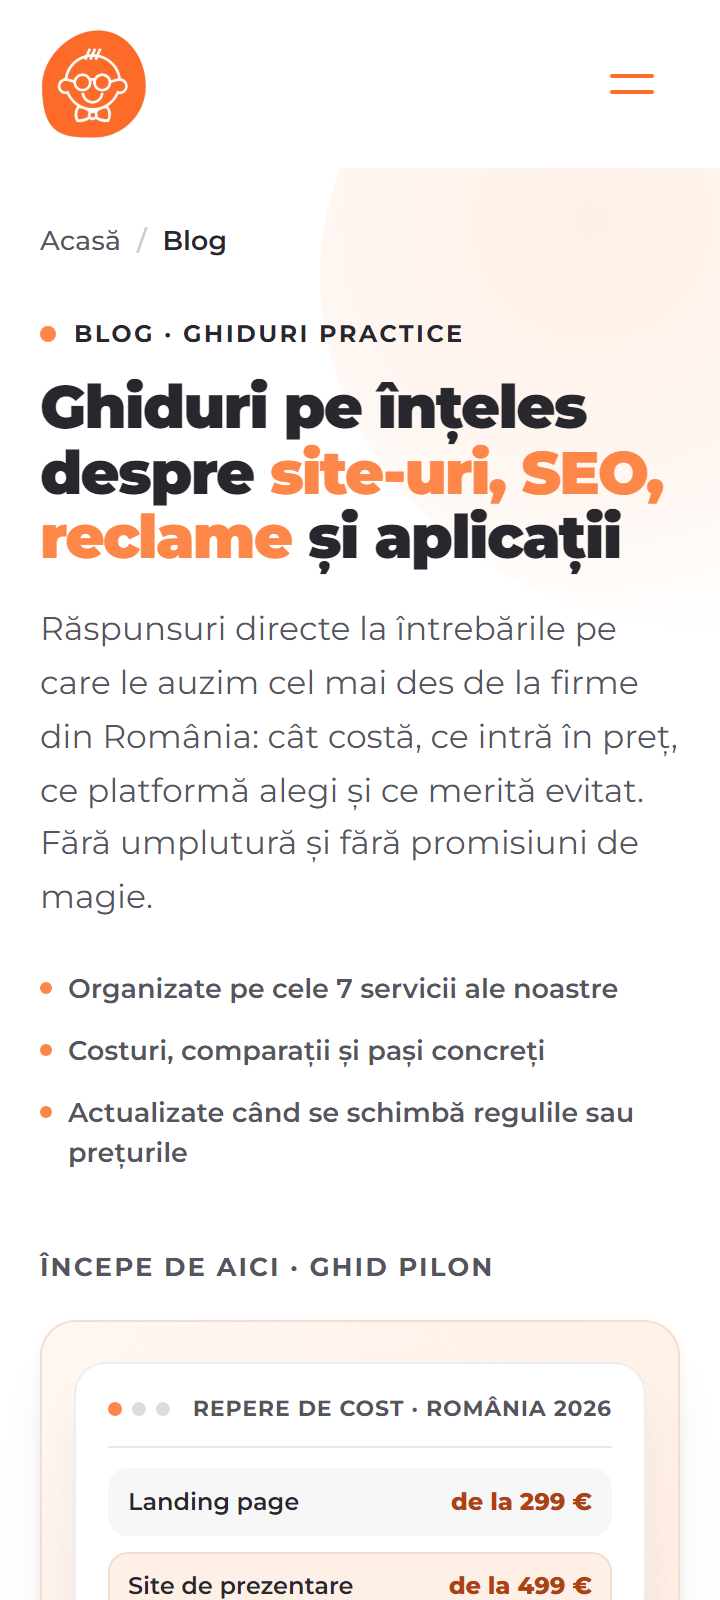 Acasă / Blog
BLOG · GHIDURI PRACTICE
Ghiduri pe înțeles
despre site-uri, SEO,
reclame și aplicații
Răspunsuri directe la întrebările pe
care le auzim cel mai des de la firme
din România: cât costă, ce intră în preț,
ce platformă alegi și ce merită evitat.
Fără umplutură și fără promisiuni de
magie.
Organizate pe cele 7 servicii ale noastre
Costuri, comparații și pași concreți
Actualizate când se schimbă regulile sau
prețurile
ÎNCEPE DE AICI · GHID PILON
REPERE DE COST · ROMÂNIA 2026
Landing page de la 299 €
Site de prezentare de la 499 €